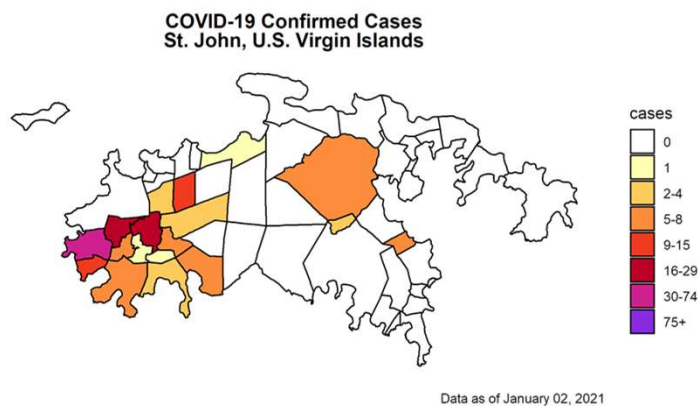 COVID-19 Confirmed Cases
St. John, U.S. Virgin Islands
cases
0
1
2-4
5-8
9-15
16-29
30-74
75+
Data as of January 02, 2021